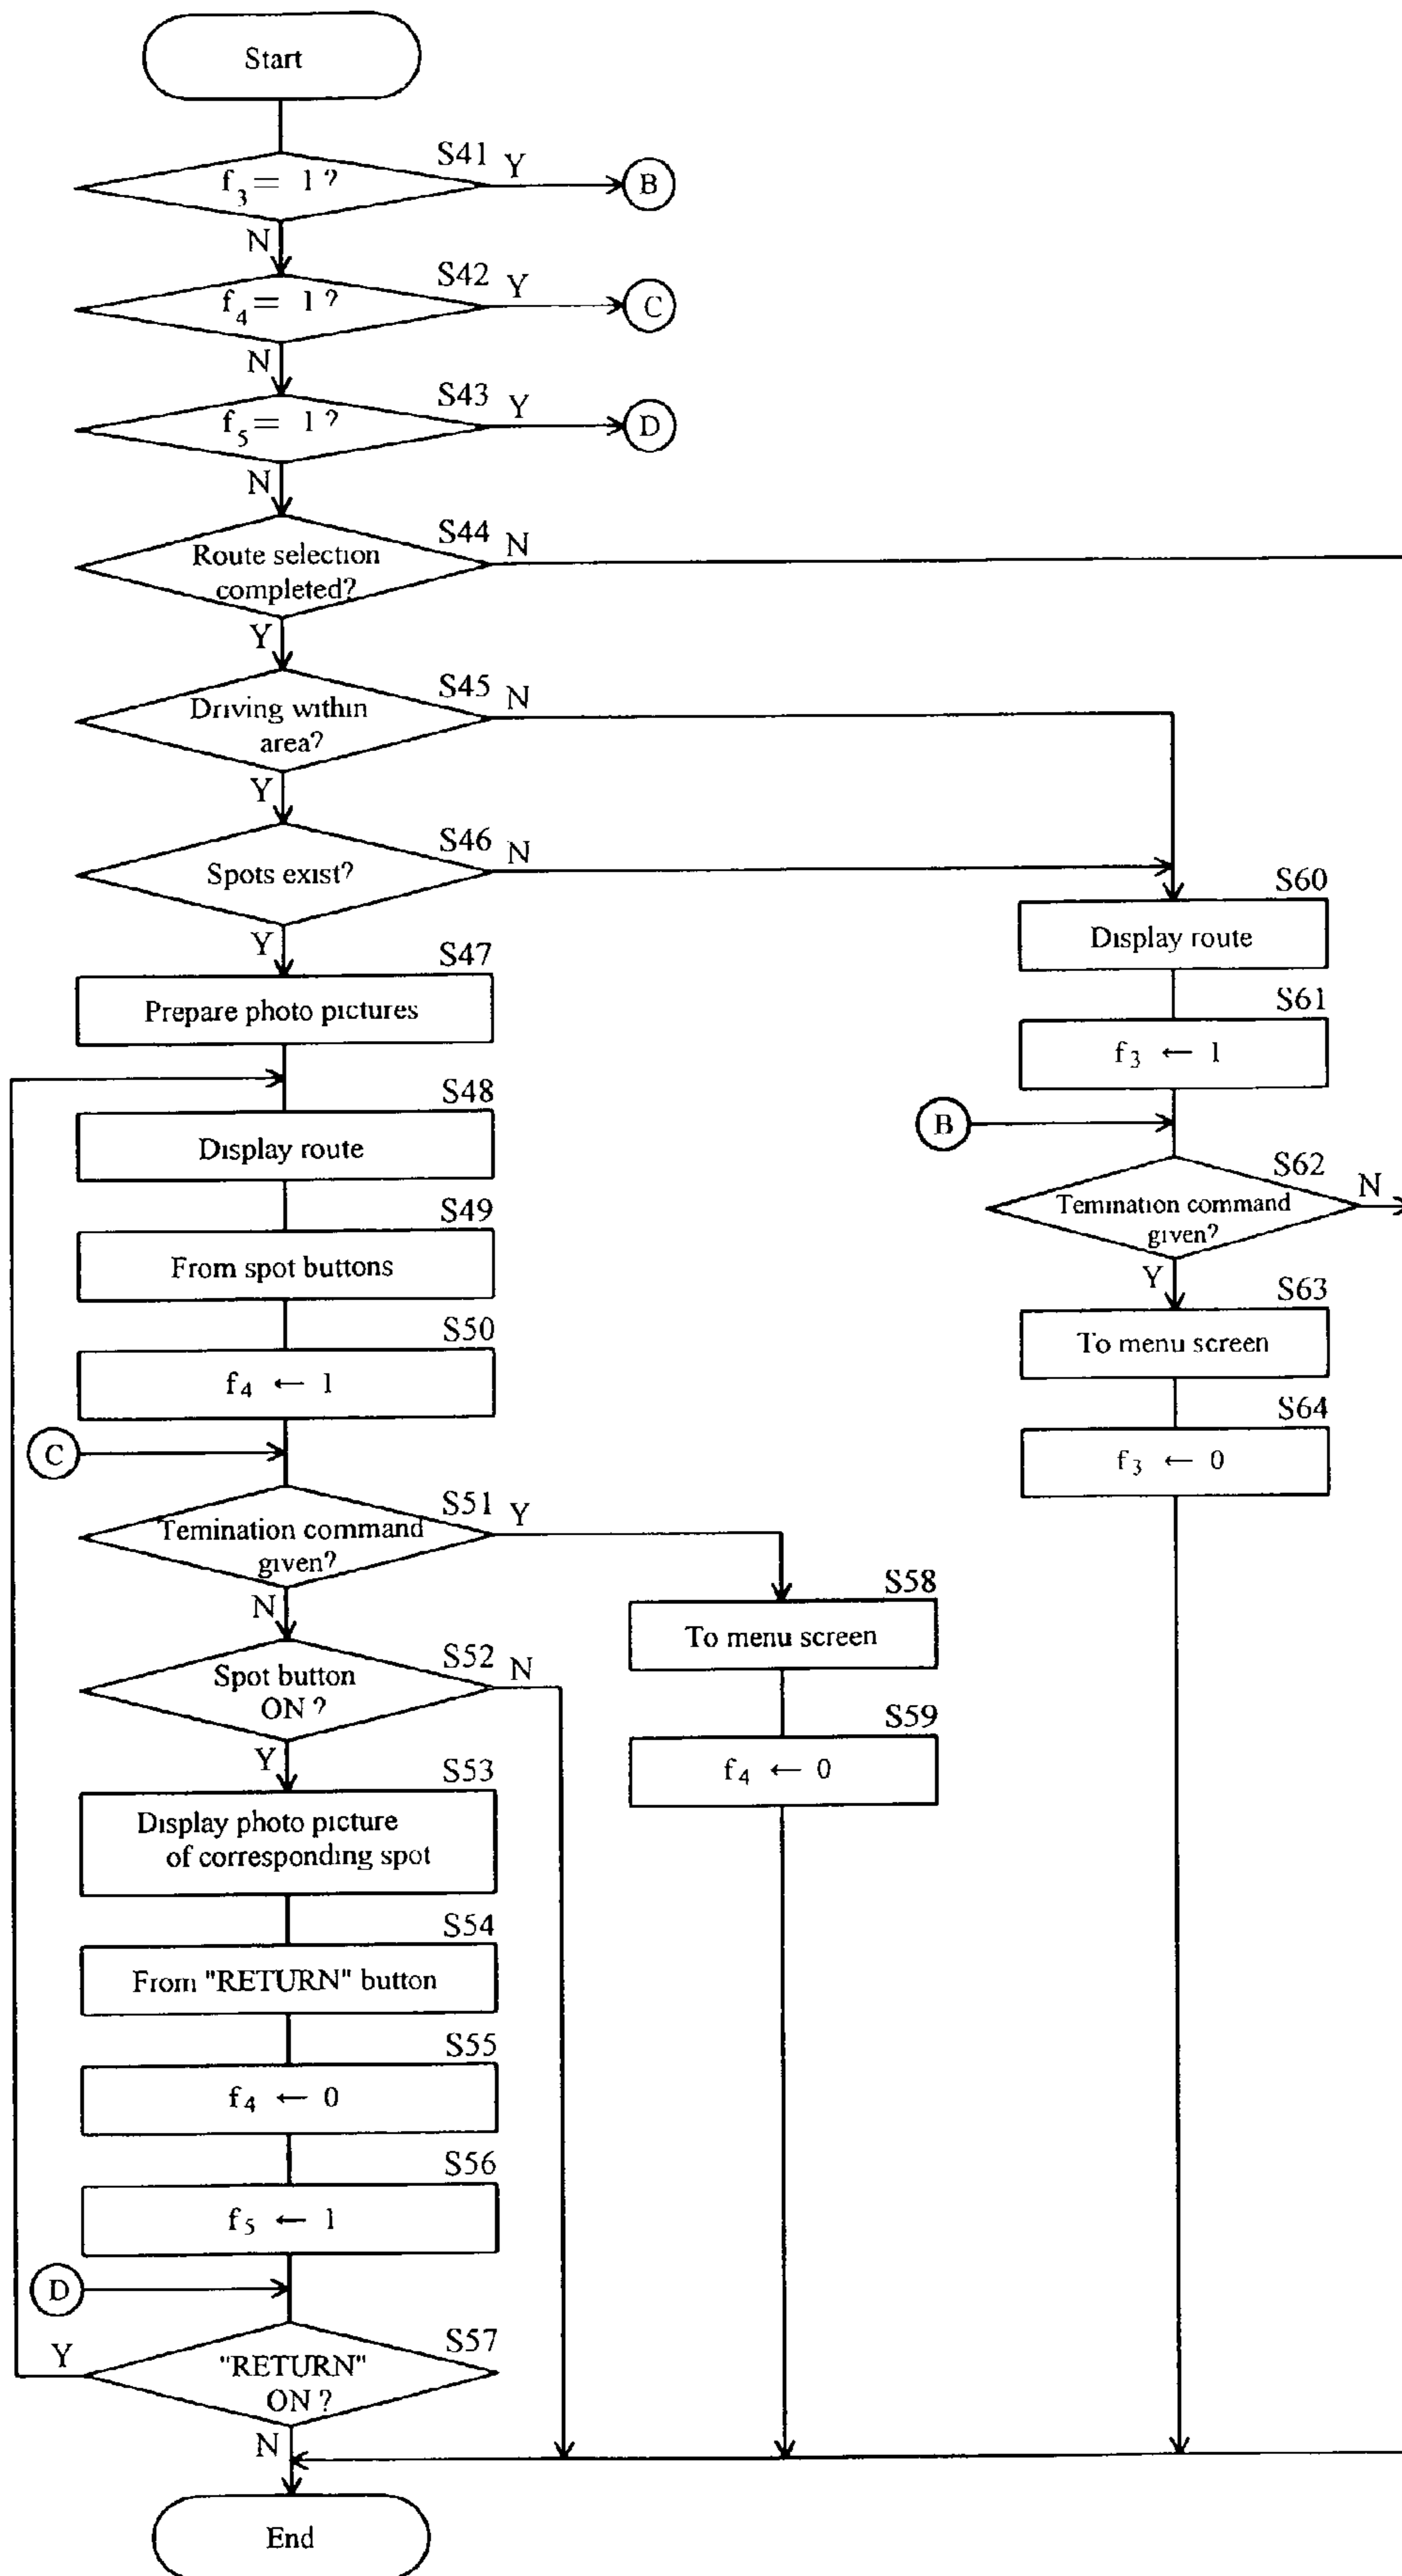 Start
S41
f3 = 1 ?
Y
B
N
S42
f4 = 1 ?
Y
C
N
S43
f5 = 1 ?
Y
D
N
S44
Route selection
completed?
N
Y
S45
Driving within
area?
N
Y
S46
Spots exist?
N
Y
S47
Prepare photo pictures
S48
Display route
S49
From spot buttons
S50
f4 ← 1
C
S51
Temination command
given?
Y
N
S52
Spot button
ON ?
N
Y
S53
Display photo picture
of corresponding spot
S54
From "RETURN" button
S55
f4 ← 0
S56
f5 ← 1
D
S57
"RETURN"
ON ?
Y
N
End
S58
To menu screen
S59
f4 ← 0
S60
Display route
S61
f3 ← 1
B
S62
Temination command
given?
N
Y
S63
To menu screen
S64
f3 ← 0